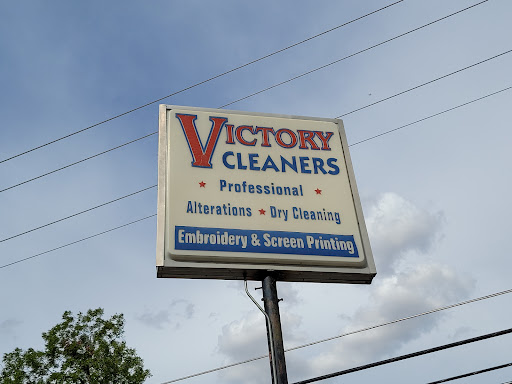 VICTORY
CLEANERS
★ Professional ★
Alterations ★ Dry Cleaning
Embroidery & Screen Printing